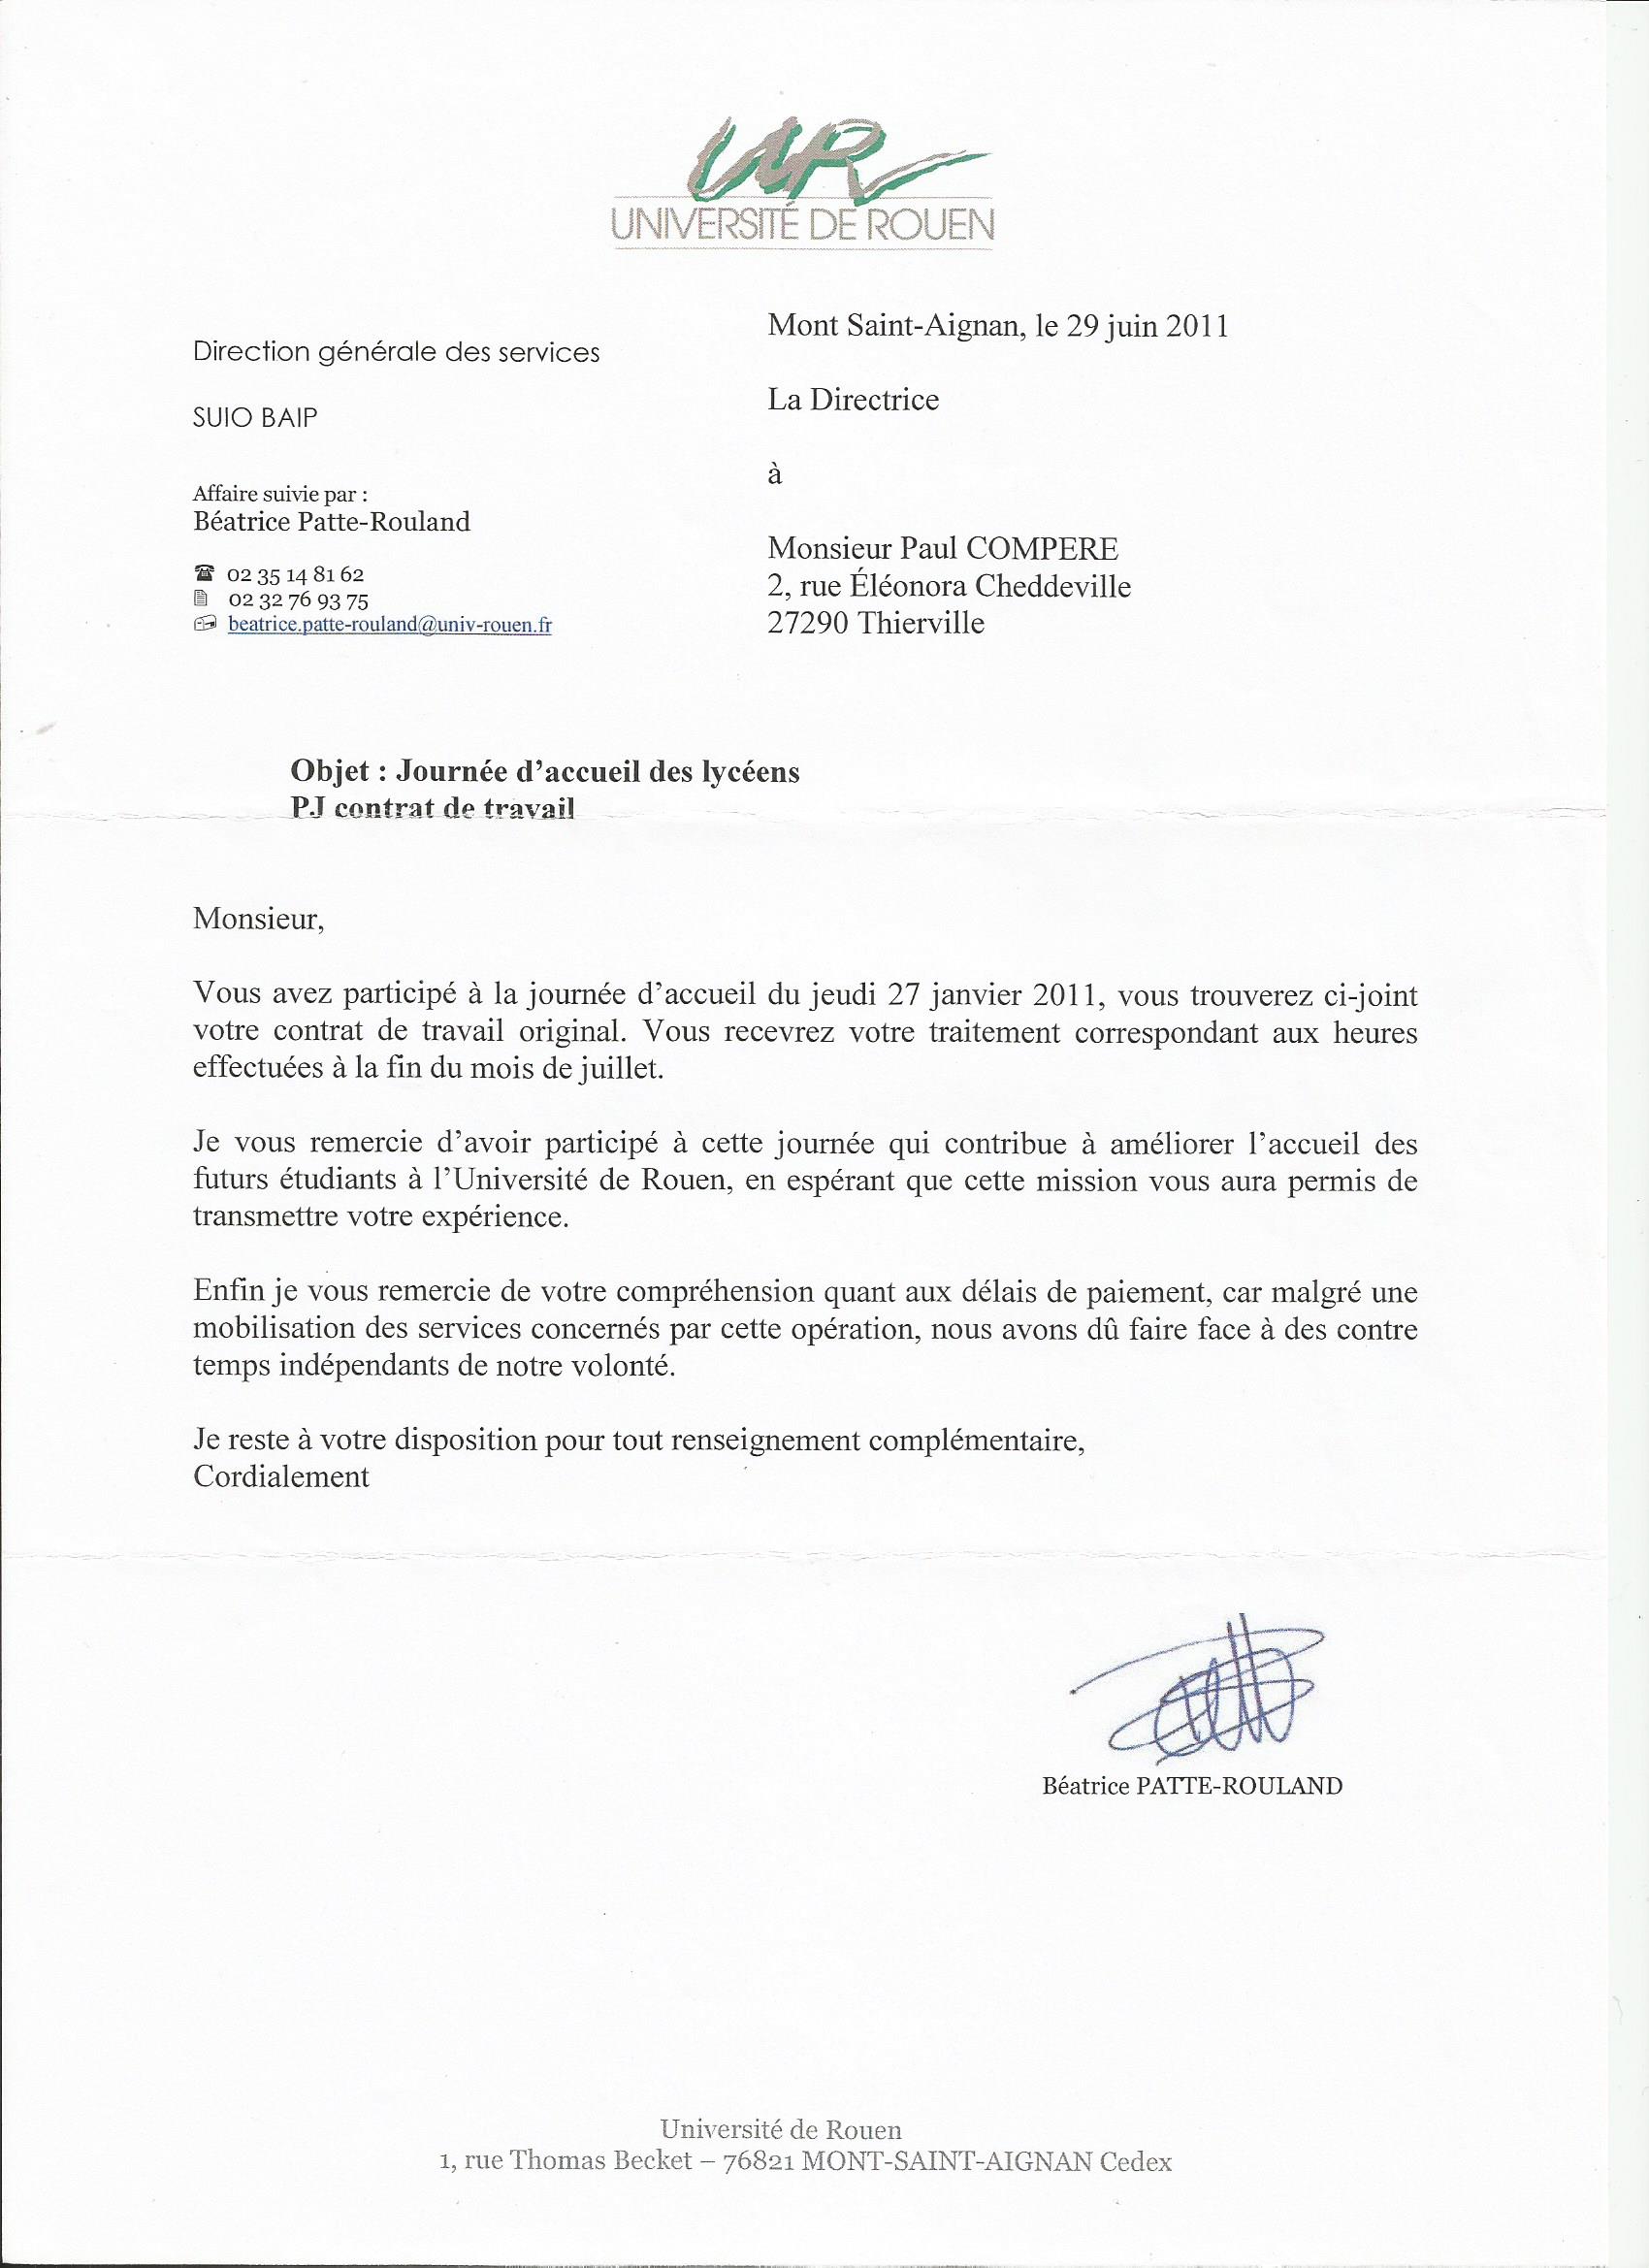 UR
UNIVERSITÉ DE ROUEN
Direction générale des services
SUIO BAIP
Affaire suivie par :
Béatrice Patte-Rouland
02 35 14 81 62
02 32 76 93 75
beatrice.patte-rouland@univ-rouen.fr
Mont Saint-Aignan, le 29 juin 2011
La Directrice
à
Monsieur Paul COMPERE
2, rue Éléonora Cheddeville
27290 Thierville
Objet : Journée d’accueil des lycéens
PJ contrat de travail
Monsieur,
Vous avez participé à la journée d’accueil du jeudi 27 janvier 2011, vous trouverez ci-joint
votre contrat de travail original. Vous recevrez votre traitement correspondant aux heures
effectuées à la fin du mois de juillet.
Je vous remercie d’avoir participé à cette journée qui contribue à améliorer l’accueil des
futurs étudiants à l’Université de Rouen, en espérant que cette mission vous aura permis de
transmettre votre expérience.
Enfin je vous remercie de votre compréhension quant aux délais de paiement, car malgré une
mobilisation des services concernés par cette opération, nous avons dû faire face à des contre
temps indépendants de notre volonté.
Je reste à votre disposition pour tout renseignement complémentaire,
Cordialement
Béatrice PATTE-ROULAND
Université de Rouen
1, rue Thomas Becket – 76821 MONT-SAINT-AIGNAN Cedex